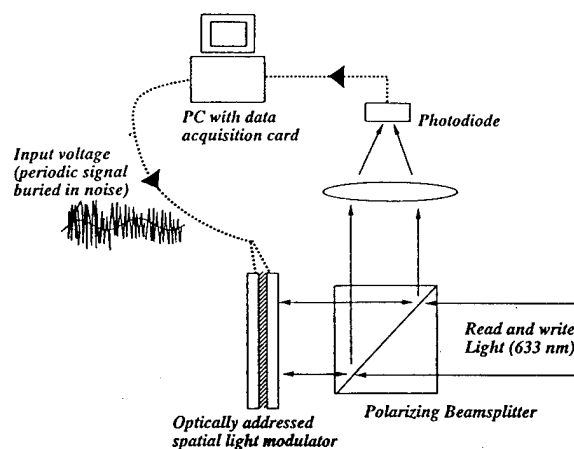 PC with data
acquisition card
Photodiode
Input voltage
(periodic signal
buried in noise)
Read and write
Light (633 nm)
Polarizing Beamsplitter
Optically addressed
spatial light modulator